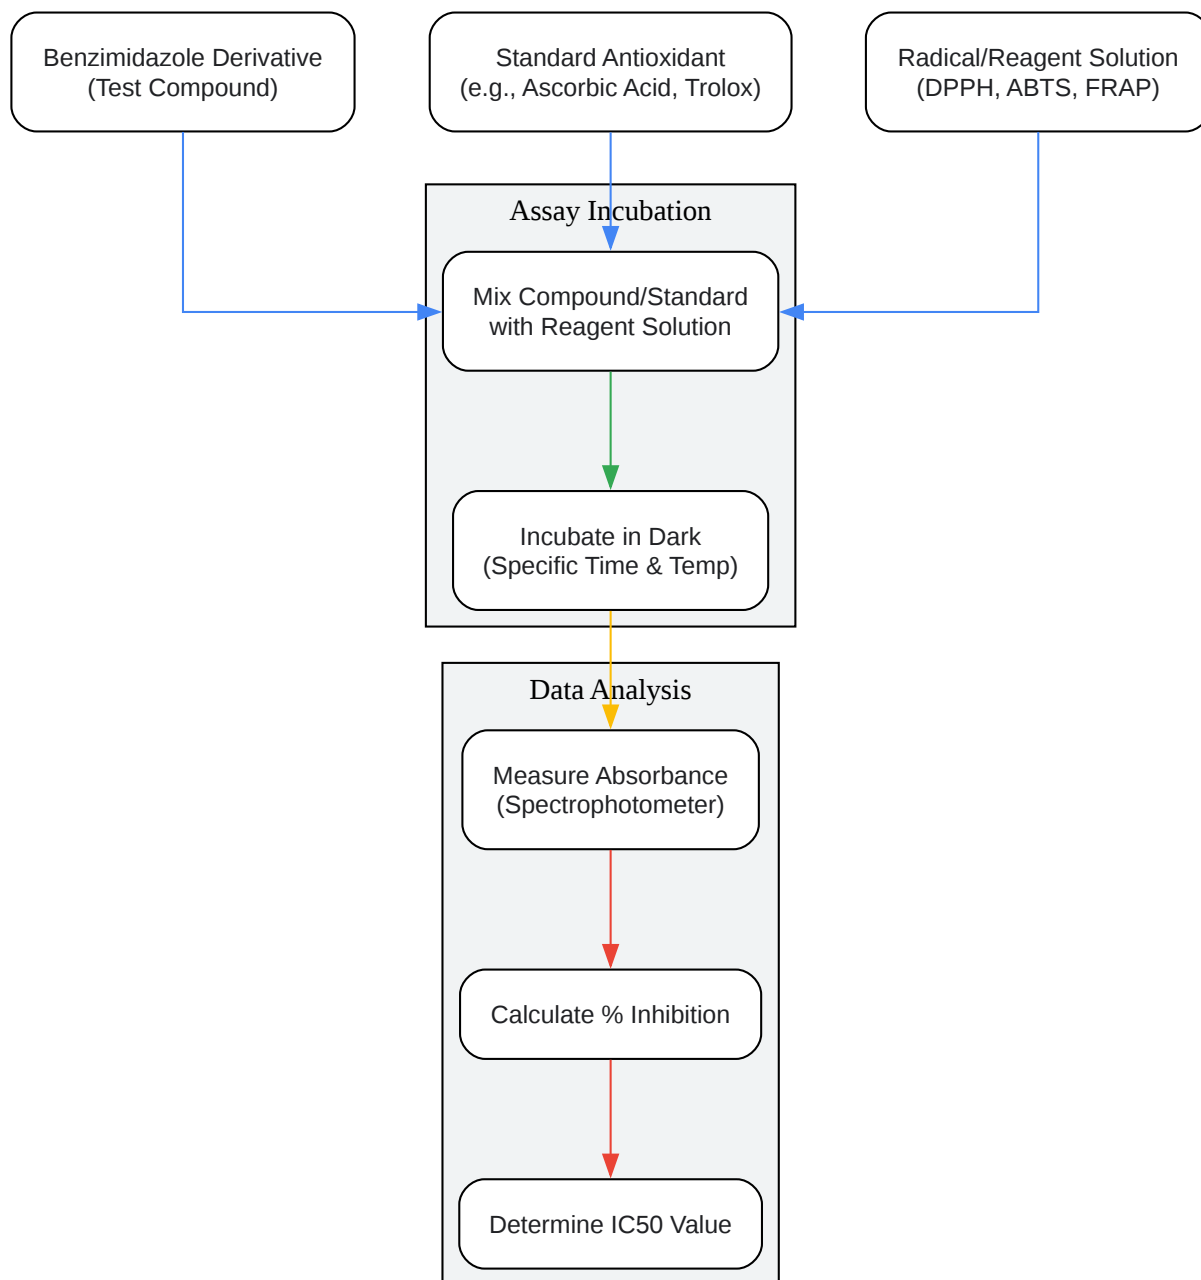 Benzimidazole Derivative
(Test Compound)
Standard Antioxidant
(e.g., Ascorbic Acid, Trolox)
Radical/Reagent Solution
(DPPH, ABTS, FRAP)
Assay Incubation
Mix Compound/Standard
with Reagent Solution
Incubate in Dark
(Specific Time & Temp)
Data Analysis
Measure Absorbance
(Spectrophotometer)
Calculate % Inhibition
Determine IC50 Value